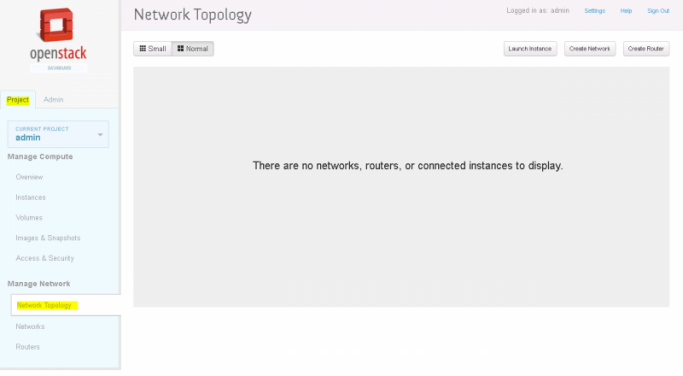 Network Topology
Logged in as: admin Settings Help Sign Out
openstack
DASHBOARD
Small Normal
Launch Instance Create Network Create Router
Project Admin
CURRENT PROJECT
admin
Manage Compute
Overview
Instances
Volumes
Images & Snapshots
Access & Security
Manage Network
Network Topology
Networks
Routers
There are no networks, routers, or connected instances to display.